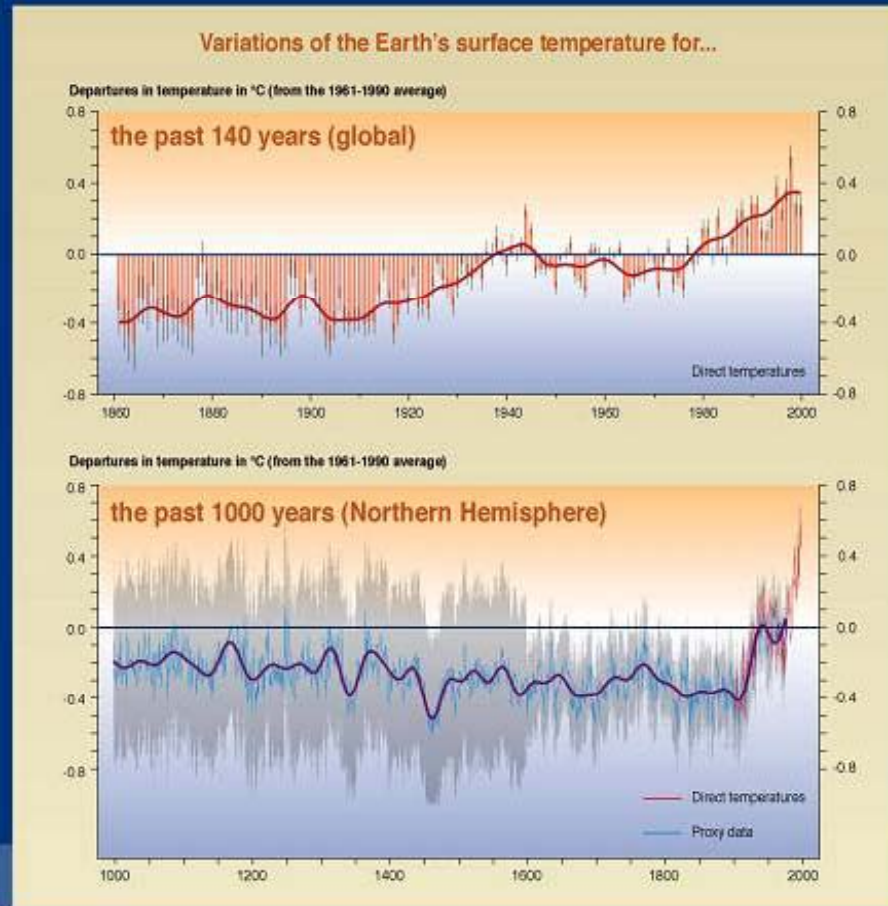 Variations of the Earth's surface temperature for...
Departures in temperature in °C (from the 1961-1990 average)
0.8 0.8
the past 140 years (global)
0.4 0.4
0.0 0.0
-0.4 -0.4
Direct temperatures
-0.8 -0.8
1860 1880 1900 1920 1940 1960 1980 2000
Departures in temperature in °C (from the 1961-1990 average)
0.8 0.8
the past 1000 years (Northern Hemisphere)
0.4 0.4
0.0 0.0
-0.4 -0.4
-0.8 -0.8
Direct temperatures
Proxy data
1000 1200 1400 1600 1800 2000